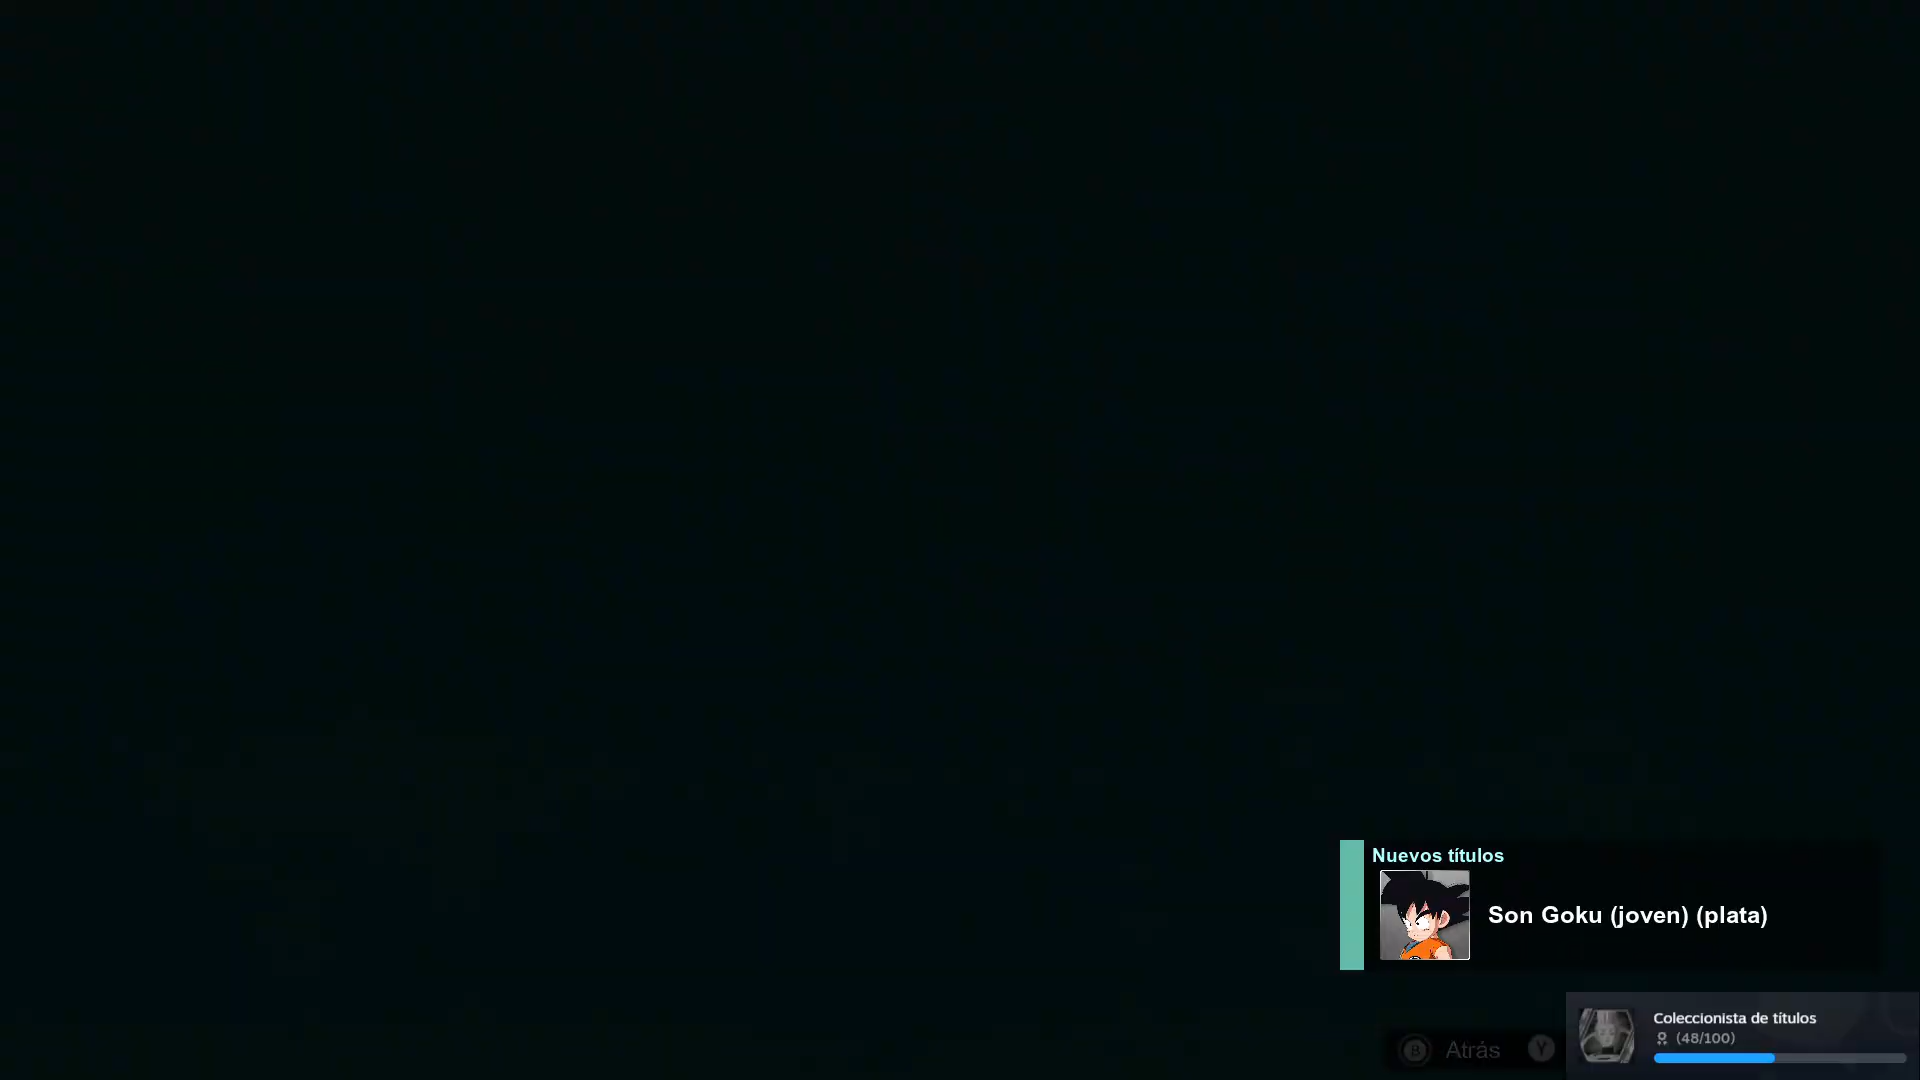 Nuevos títulos
Son Goku (joven) (plata)
Coleccionista de títulos
(48/100)
B Atrás Y